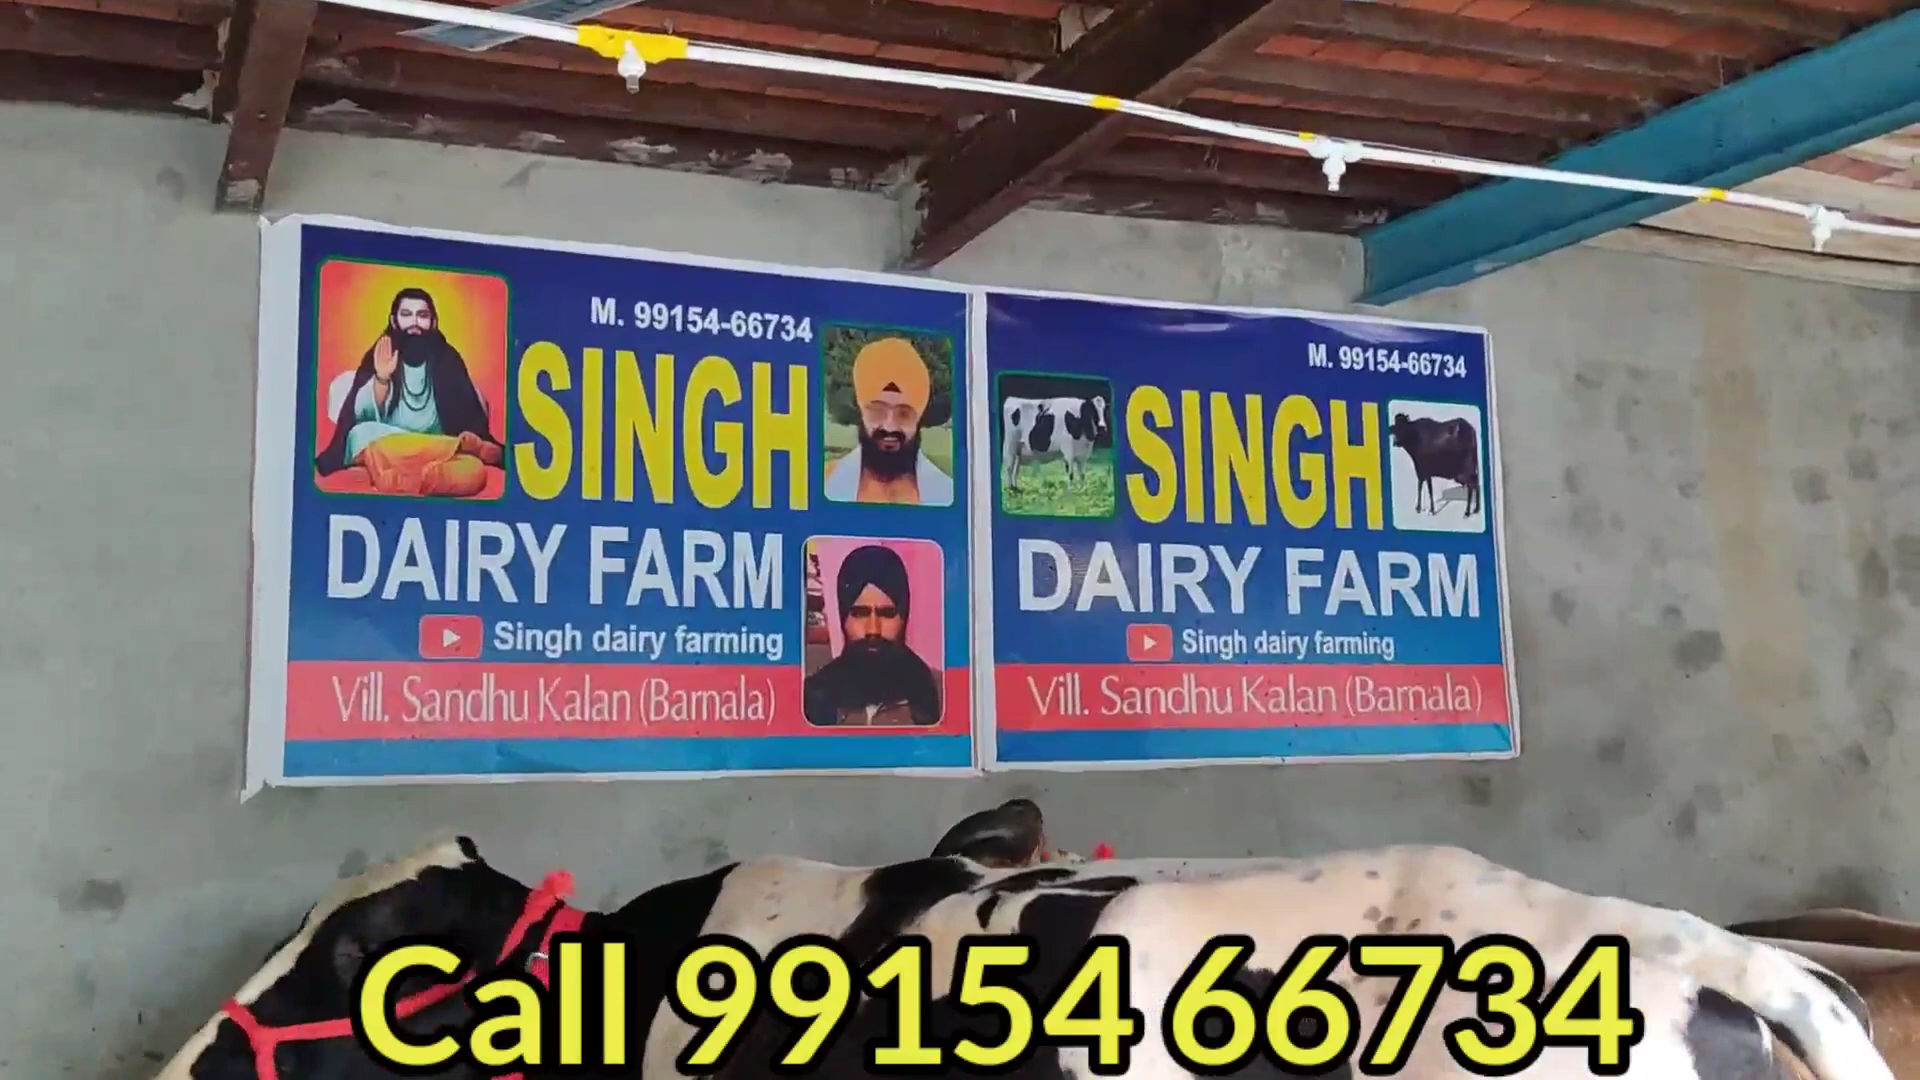 M. 99154-66734
SINGH
DAIRY FARM
Singh dairy farming
Vill. Sandhu Kalan (Barnala)
M. 99154-66734
SINGH
DAIRY FARM
Singh dairy farming
Vill. Sandhu Kalan (Barnala)
Call 99154 66734